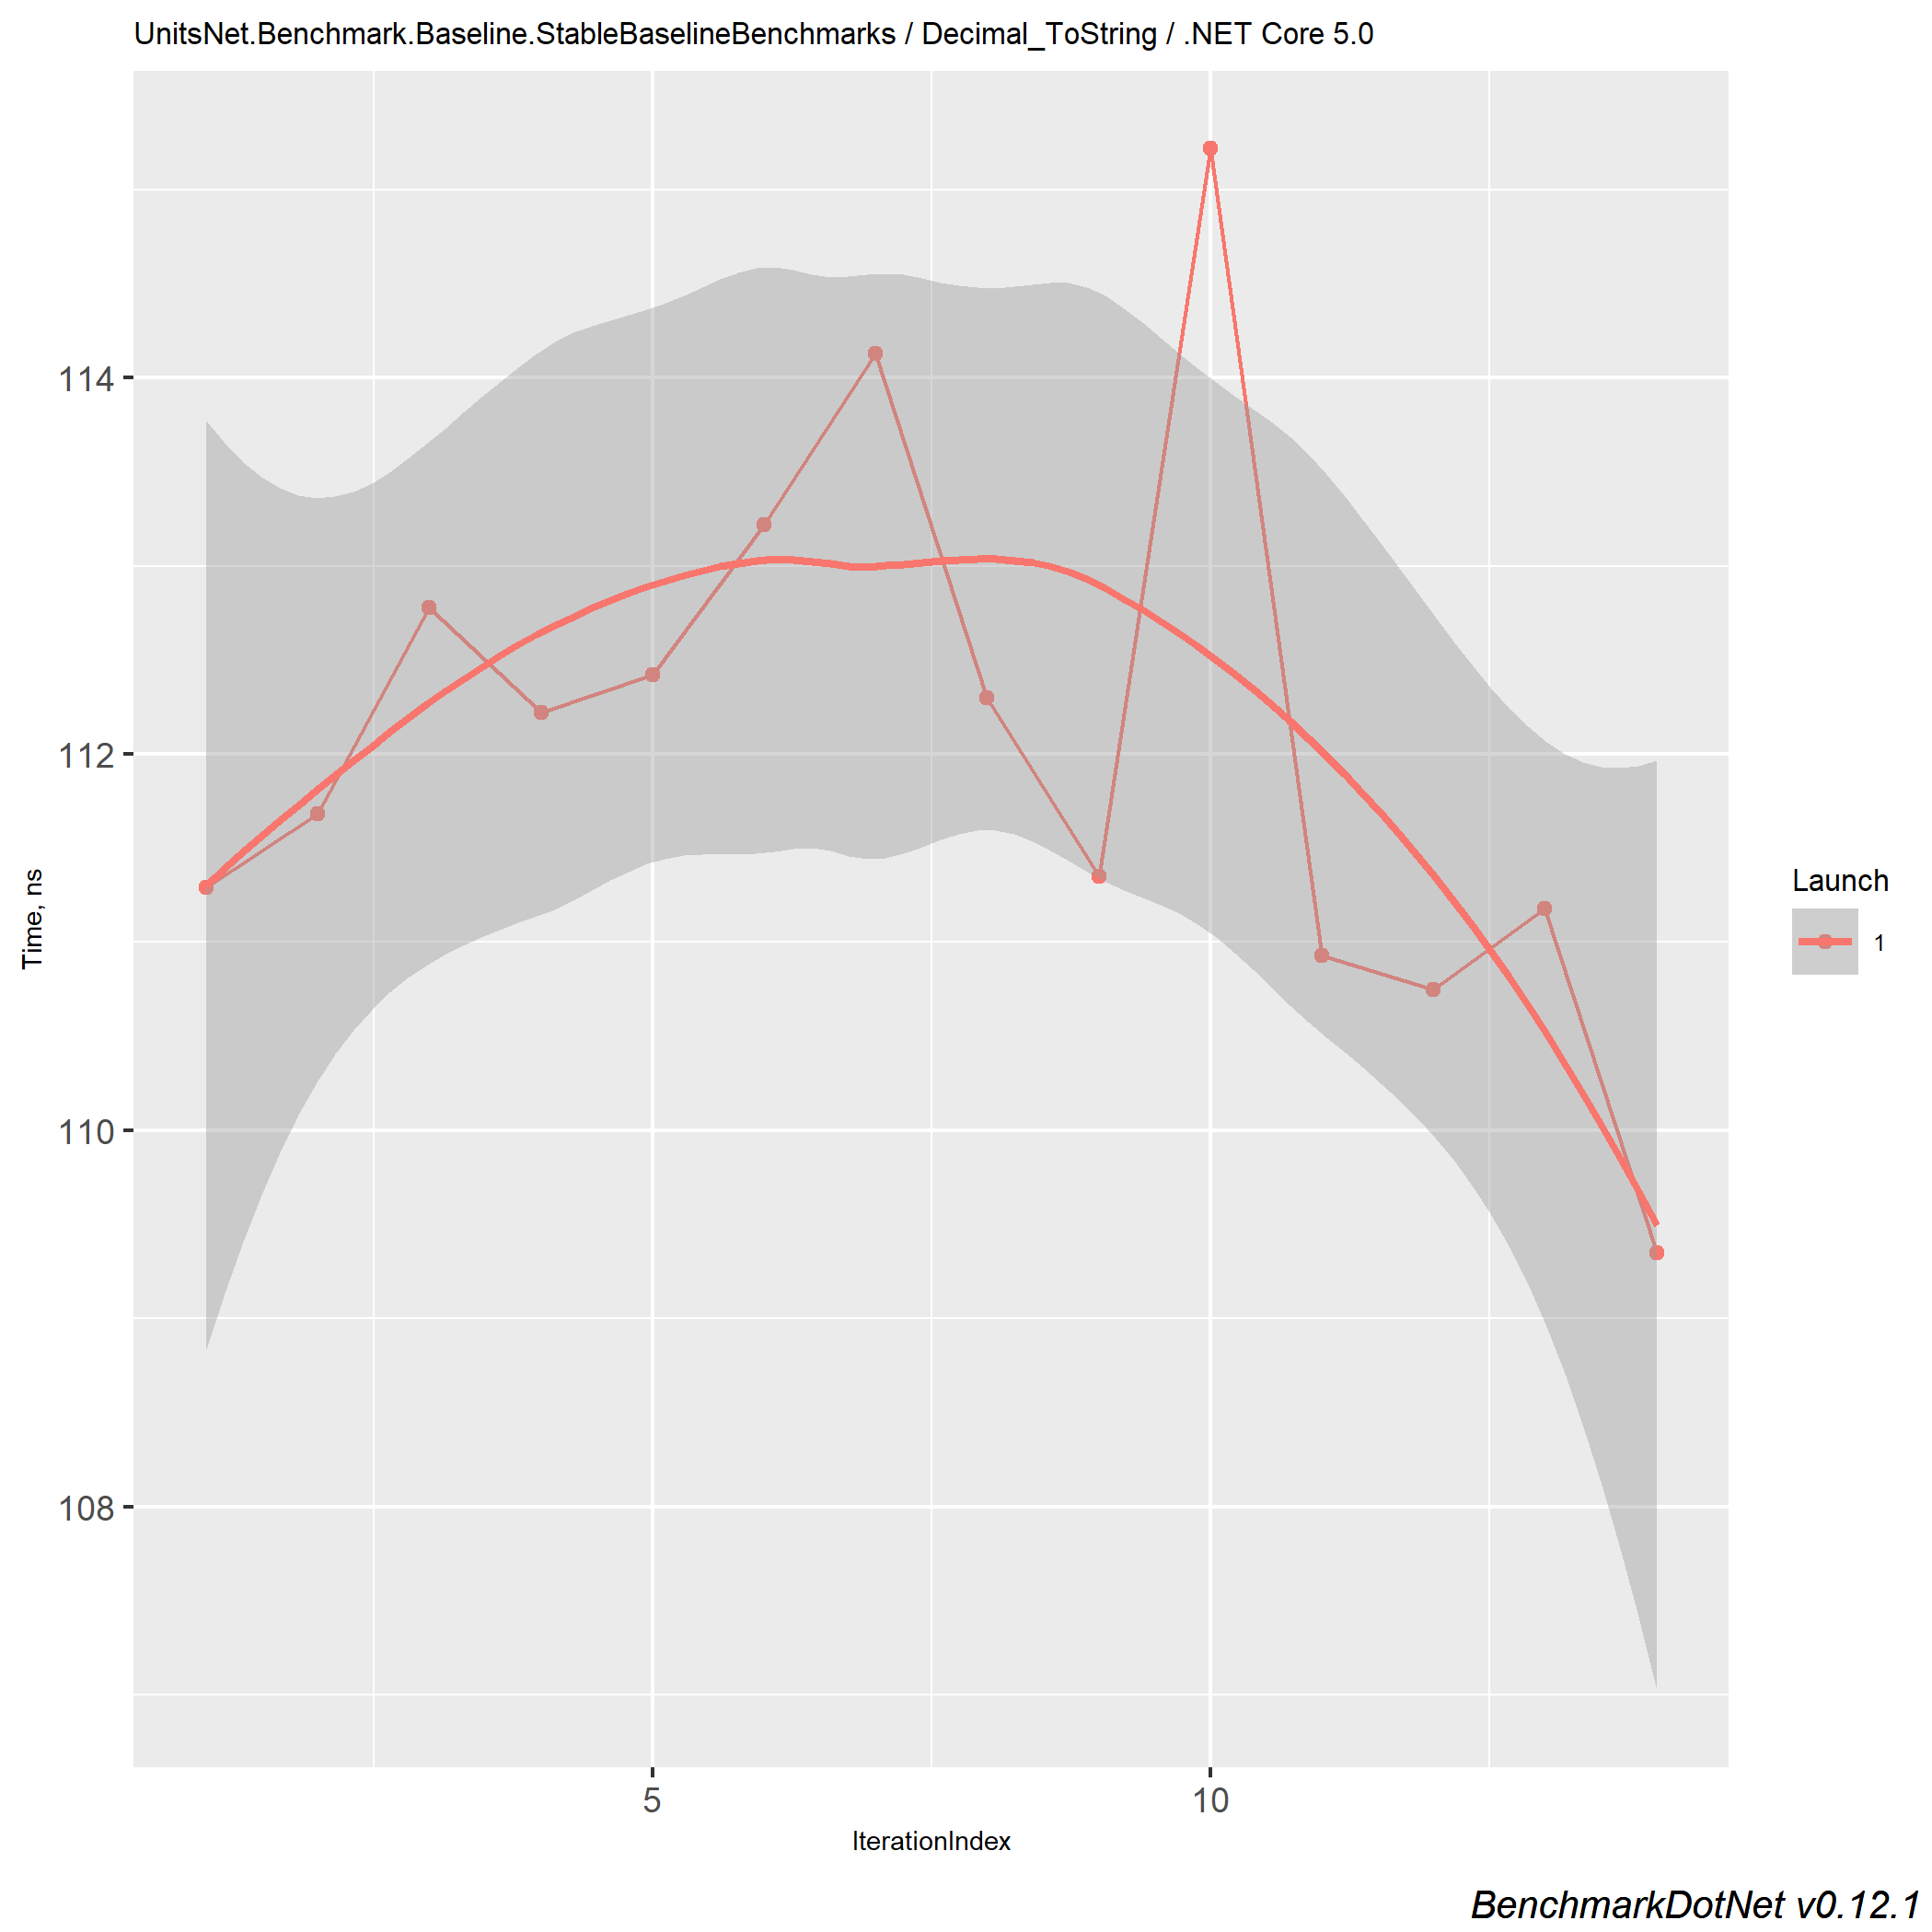 UnitsNet.Benchmark.Baseline.StableBaselineBenchmarks / Decimal_ToString / .NET Core 5.0
114
112
110
108
Time, ns
5
10
IterationIndex
Launch
1
BenchmarkDotNet v0.12.1